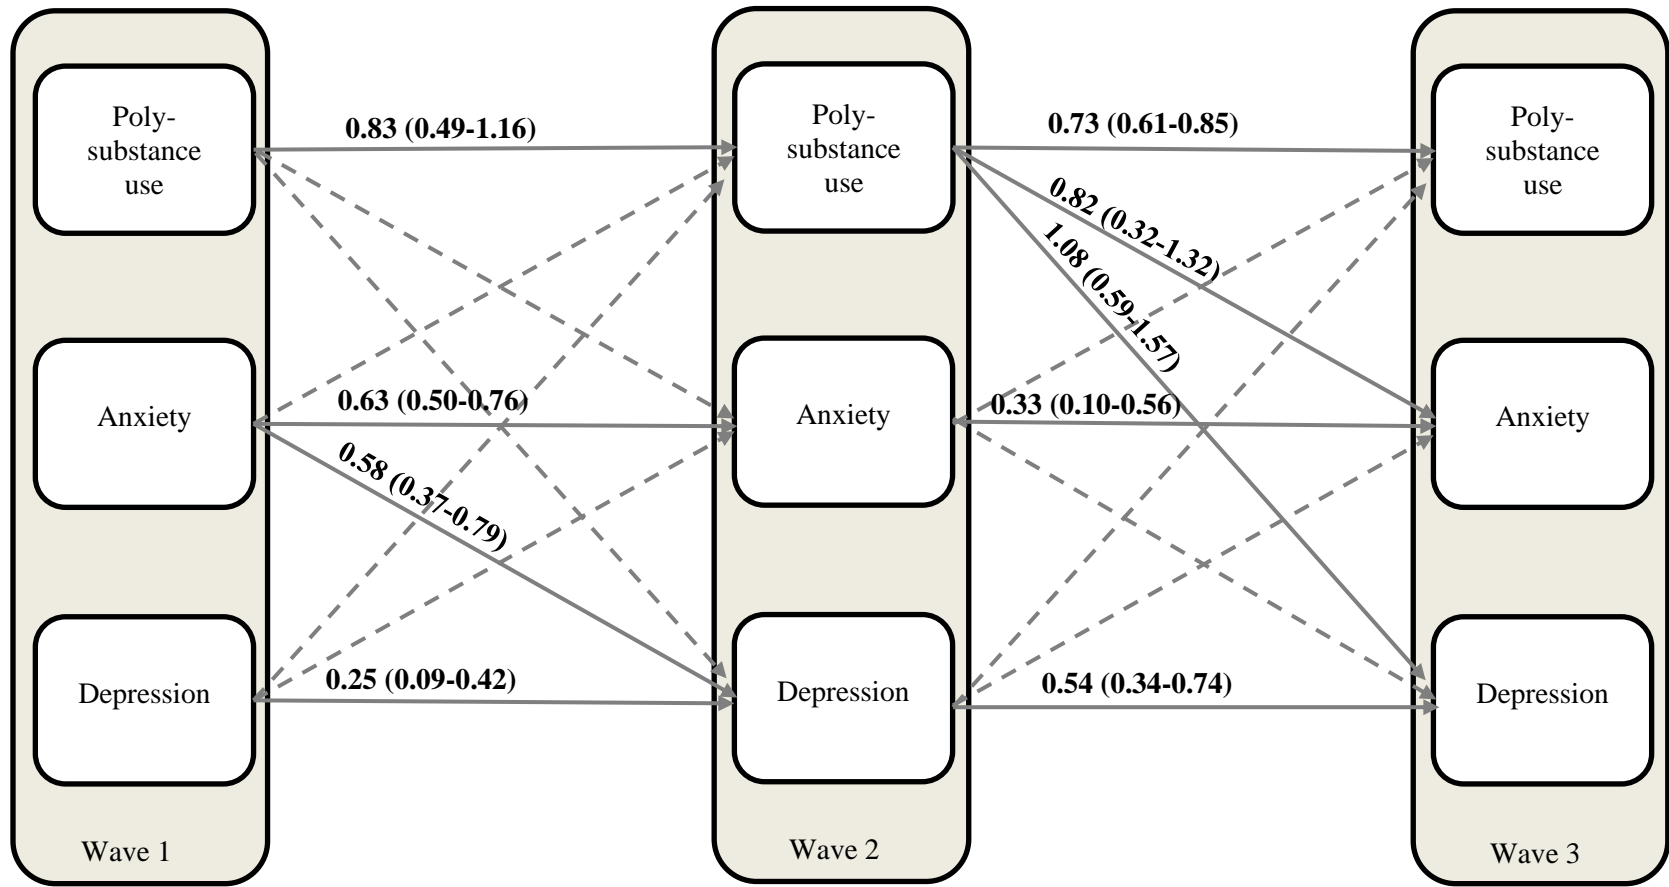 Poly-
substance
use
Anxiety
Depression
Wave 1
0.83 (0.49-1.16)
0.63 (0.50-0.76)
0.58 (0.37-0.79)
0.25 (0.09-0.42)
Poly-
substance
use
Anxiety
Depression
Wave 2
0.73 (0.61-0.85)
0.82 (0.32-1.32)
1.08 (0.59-1.57)
0.33 (0.10-0.56)
0.54 (0.34-0.74)
Poly-
substance
use
Anxiety
Depression
Wave 3